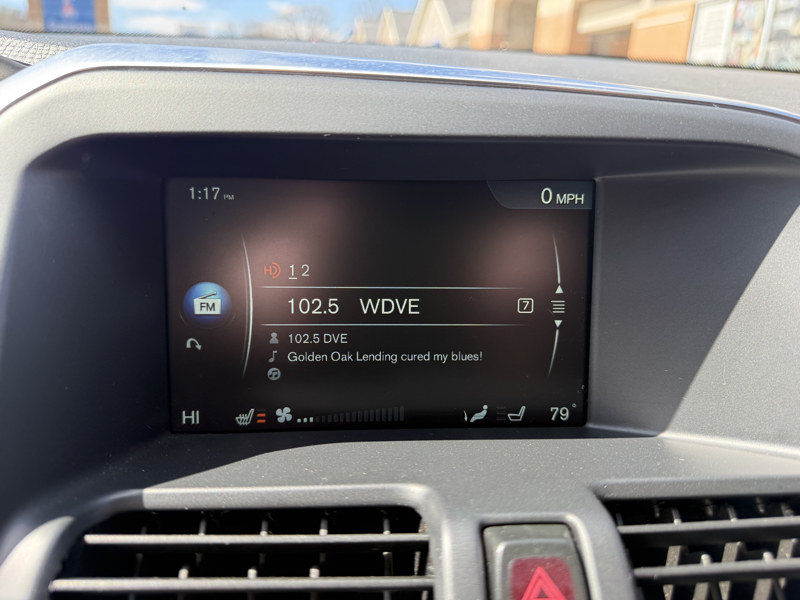 1:17 PM
0 MPH
HD 1 2
FM
102.5 WDVE 7
102.5 DVE
Golden Oak Lending cured my blues!
HI
79°